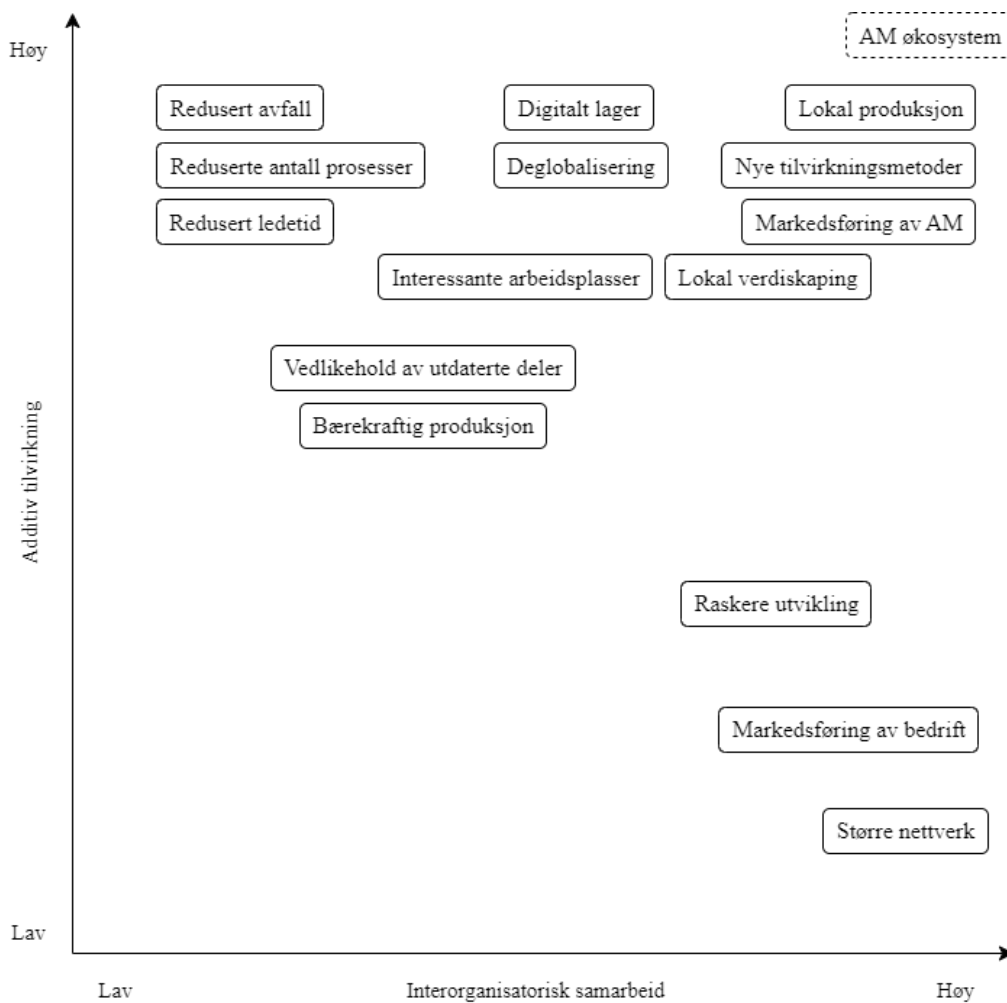 AM økosystem
Høy
Redusert avfall
Digitalt lager
Lokal produksjon
Reduserte antall prosesser
Deglobalisering
Nye tilvirkningsmetoder
Redusert ledetid
Markedsføring av AM
Interessante arbeidsplasser
Lokal verdiskaping
Vedlikehold av utdaterte deler
Bærekraftig produksjon
Additiv tilvirkning
Raskere utvikling
Markedsføring av bedrift
Større nettverk
Lav
Lav
Interorganisatorisk samarbeid
Høy